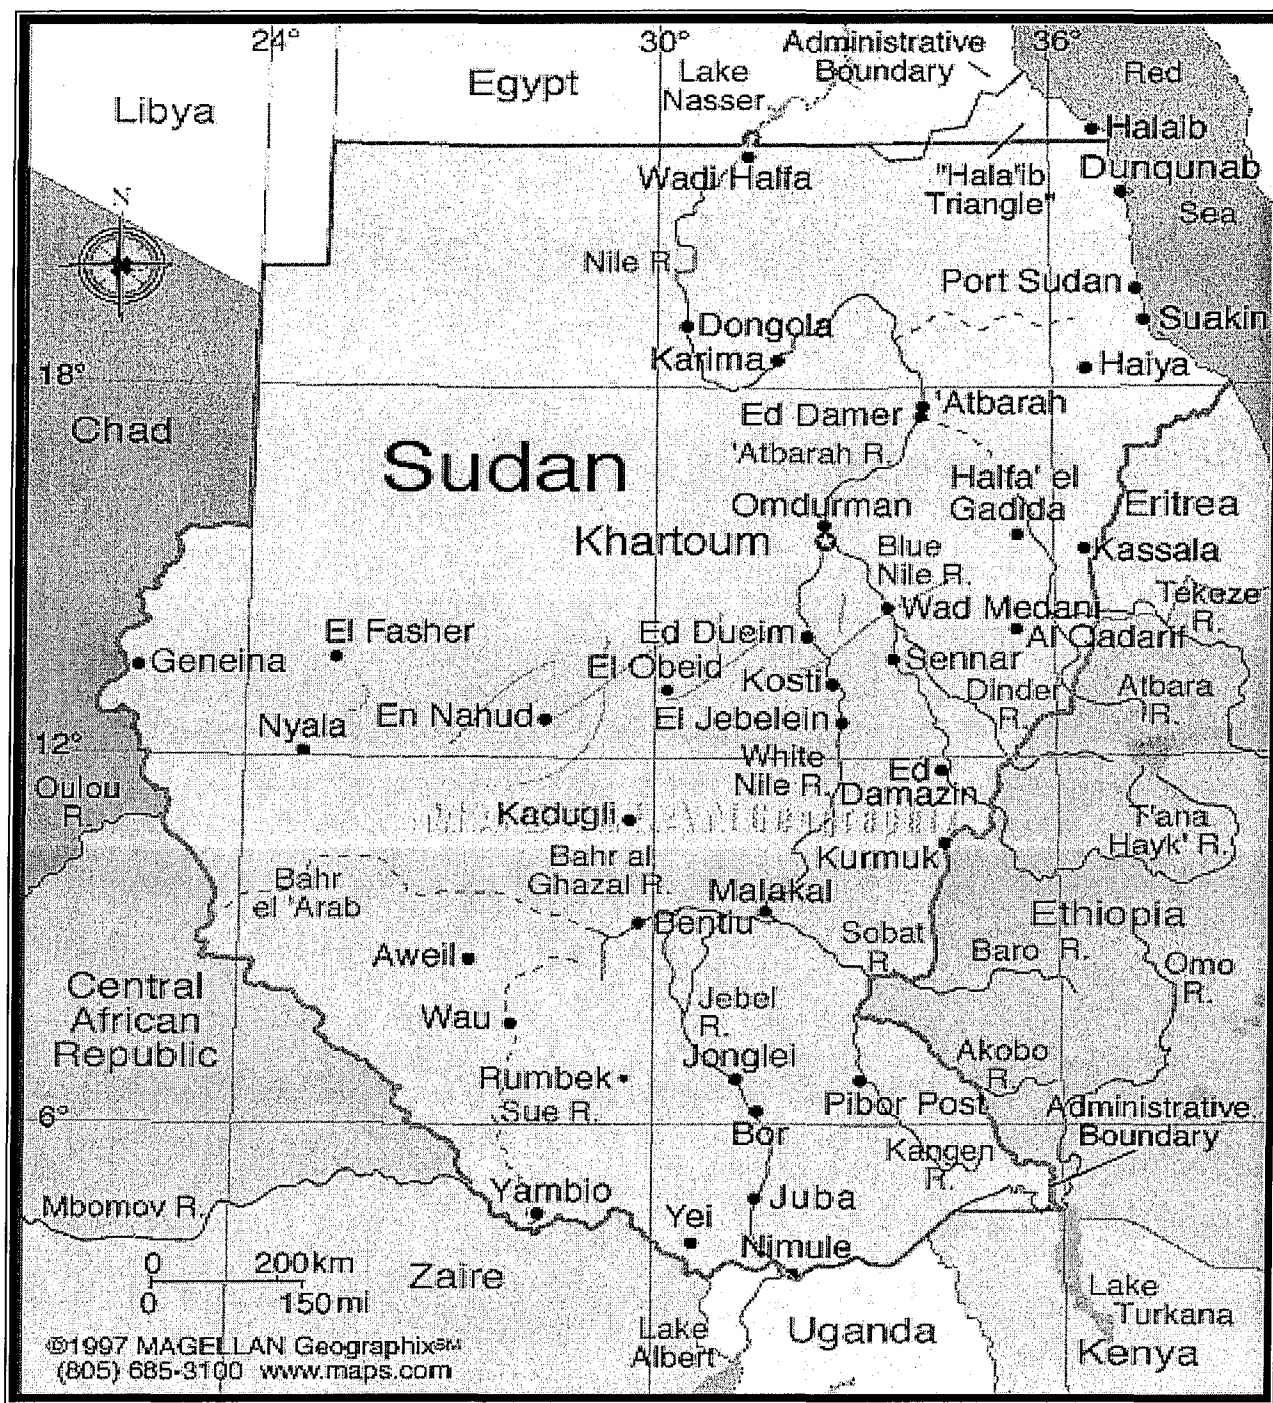 24°
30°
36°
Administrative
Boundary
Red
Sea
Libya
Egypt
Lake
Nasser
Halaib
Dunqunab
Wadi Halfa
"Hala"ib
Triangle"
N
Nile R.
Port Sudan
Suakin
Dongola
Karima
Haiya
18°
Chad
Ed Damer
'Atbarah
'Atbarah R.
Sudan
Halfa' el
Gadida
Eritrea
Omdurman
Khartoum
Blue
Nile R.
Kassala
Wad Medani
Tekeze
R.
El Fasher
Ed Dueim
Al Qadarif
Geneina
El Obeid
Sennar
Kosti
Dinder
R.
Atbara
R.
Nyala
En Nahud
El Jebelein
12°
White
Nile R.
Ed
Damazin
Oulou
R.
Kadugli
T'ana
Hayk' R.
Kurmuk
Bahr al
Ghazal R.
Bahr
el 'Arab
Malakal
Bentiu
Ethiopia
Sobat
R.
Baro R.
Omo
R.
Aweil
Central
African
Republic
Jebel
R.
Wau
Jonglei
Akobo
R.
Rumbek
Sue R.
Pibor Post
Administrative
Boundary
6°
Bor
Kangen
R.
Mbomov R.
Yambio
Juba
Yei
Nimule
0 200km
0 150mi
Zaire
Lake
Turkana
Lake
Albert
Uganda
Kenya
©1997 MAGELLAN Geographix℠
(805) 685-3100 www.maps.com